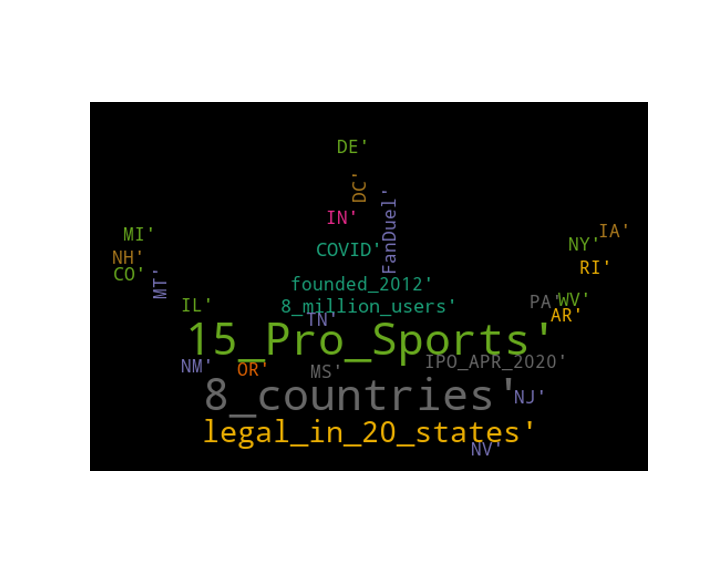 DE'
DC'
FanDuel'
IN'
MI'
IA'
NY'
COVID'
NH'
RI'
CO'
MT'
founded_2012'
PA'
WV'
IL'
8_million_users'
AR'
TN'
15_Pro_Sports'
IPO_APR_2020'
NM'
OR'
MS'
8_countries'
NJ'
legal_in_20_states'
NV'